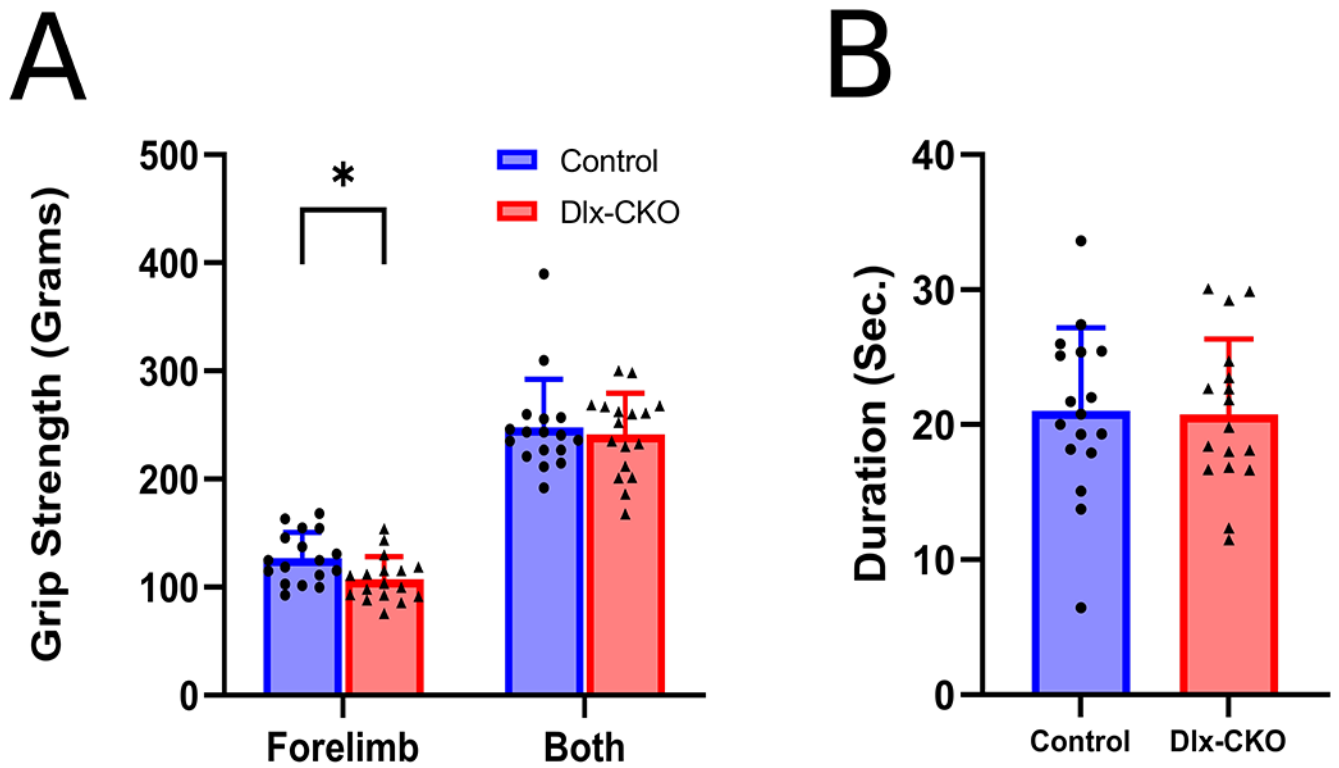 A
Grip Strength (Grams)
500
400
300
200
100
0
*
Control
Dlx-CKO
Forelimb
Both
B
Duration (Sec.)
40
30
20
10
0
Control
Dlx-CKO